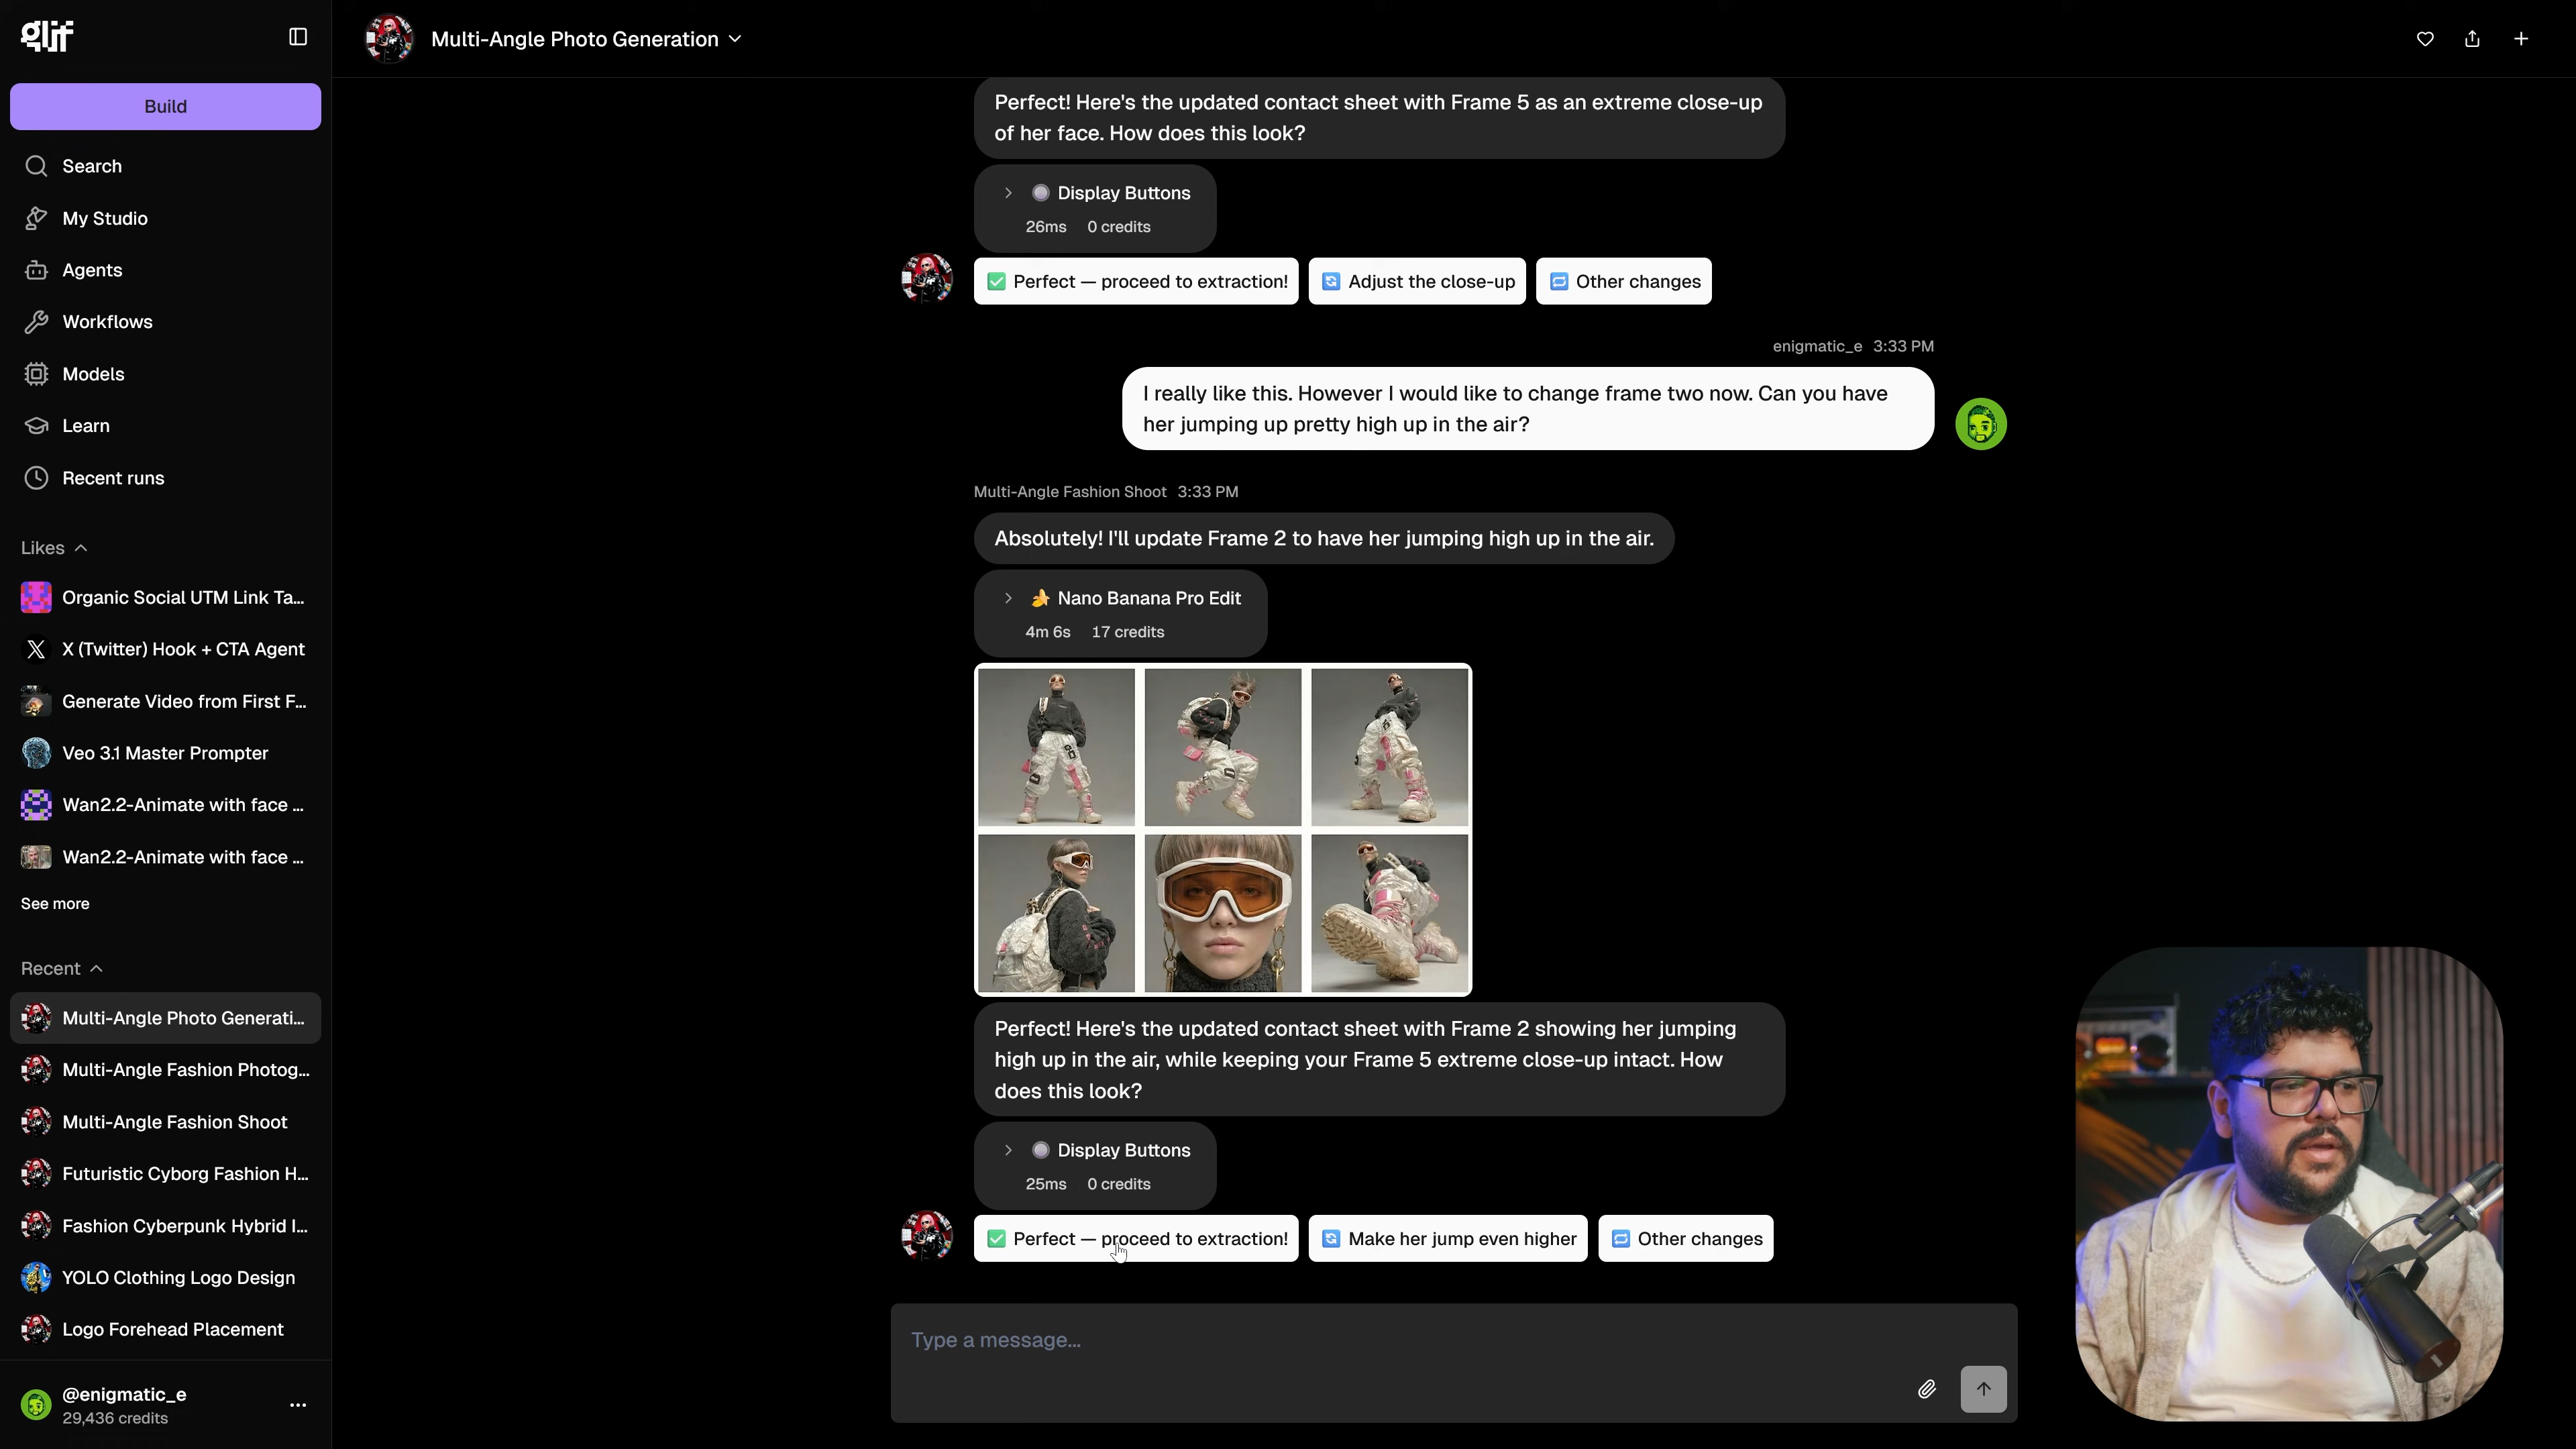 glif
Build
Search
My Studio
Agents
Workflows
Models
Learn
Recent runs
Likes
Organic Social UTM Link Ta...
X (Twitter) Hook + CTA Agent
Generate Video from First F...
Veo 3.1 Master Prompter
Wan2.2-Animate with face ...
Wan2.2-Animate with face ...
See more
Recent
Multi-Angle Photo Generati...
Multi-Angle Fashion Photog...
Multi-Angle Fashion Shoot
Futuristic Cyborg Fashion H...
Fashion Cyberpunk Hybrid I...
YOLO Clothing Logo Design
Logo Forehead Placement
@enigmatic_e
29,436 credits
Multi-Angle Photo Generation
Perfect! Here's the updated contact sheet with Frame 5 as an extreme close-up
of her face. How does this look?
Display Buttons
26ms 0 credits
✅ Perfect — proceed to extraction! 🔄 Adjust the close-up 🔁 Other changes
enigmatic_e 3:33 PM
I really like this. However I would like to change frame two now. Can you have
her jumping up pretty high up in the air?
Multi-Angle Fashion Shoot 3:33 PM
Absolutely! I'll update Frame 2 to have her jumping high up in the air.
🍌 Nano Banana Pro Edit
4m 6s 17 credits
Perfect! Here's the updated contact sheet with Frame 2 showing her jumping
high up in the air, while keeping your Frame 5 extreme close-up intact. How
does this look?
Display Buttons
25ms 0 credits
✅ Perfect — proceed to extraction! 🔄 Make her jump even higher 🔁 Other changes
Type a message...